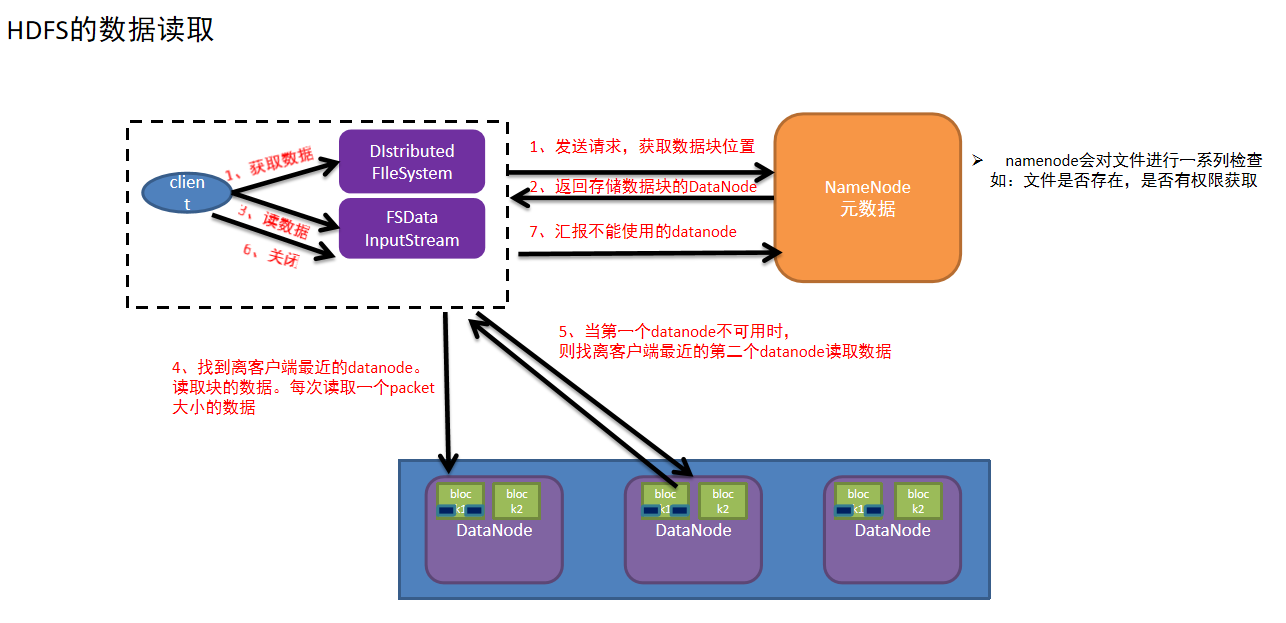 HDFS的数据读取
1、获取数据
DIstributed
FIleSystem
clien
t
3、读数据
FSData
InputStream
6、关闭
1、发送请求，获取数据块位置
2、返回存储数据块的DataNode
7、汇报不能使用的datanode
NameNode
元数据
➢ namenode会对文件进行一系列检查
如：文件是否存在，是否有权限获取
4、找到离客户端最近的datanode。
读取块的数据。每次读取一个packet
大小的数据
5、当第一个datanode不可用时，
则找离客户端最近的第二个datanode读取数据
bloc
k1
bloc
k2
DataNode
bloc
k1
bloc
k2
DataNode
bloc
k1
bloc
k2
DataNode